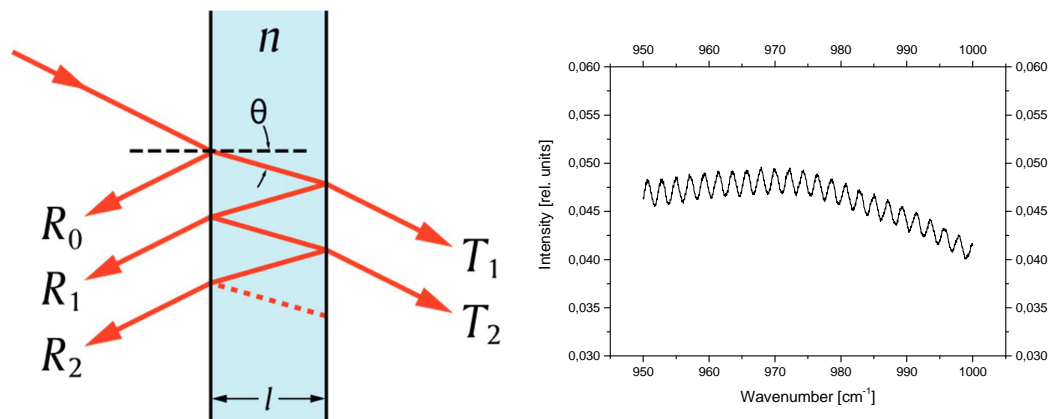 n
θ
R₀
R₁
R₂
T₁
T₂
l
950 960 970 980 990 1000
0,060 0,060
0,055 0,055
0,050 0,050
0,045 0,045
0,040 0,040
0,035 0,035
0,030 0,030
Intensity [rel. units]
950 960 970 980 990 1000
Wavenumber [cm⁻¹]